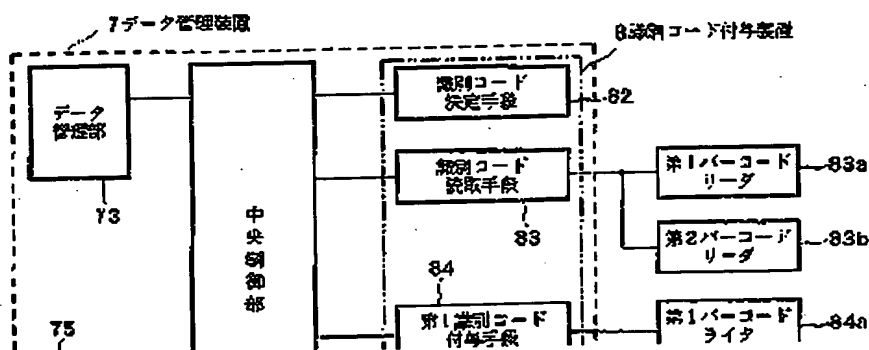 7データ管理装置
8識別コード付与装置
データ
管理部
73
中央制御部
識別コード
決定手段
82
識別コード
読取手段
83
第1バーコード
リーダ
83a
第2バーコード
リーダ
83b
84
第1識別コード
付与手段
第1バーコード
ライタ
84a
75